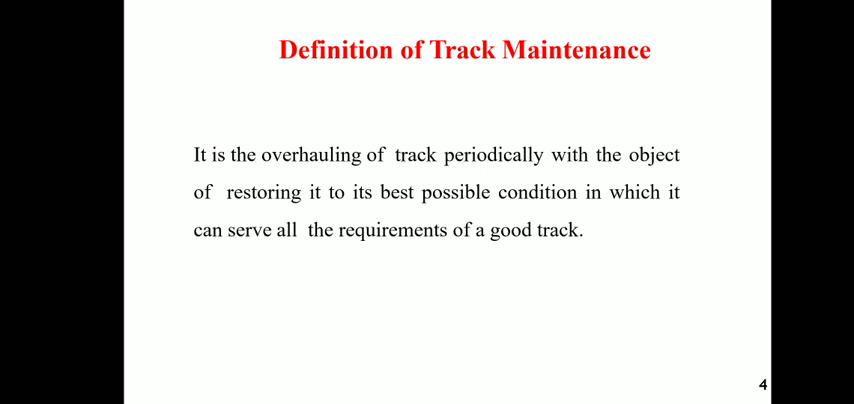 Definition of Track Maintenance
It is the overhauling of track periodically with the object
of restoring it to its best possible condition in which it
can serve all the requirements of a good track.
4